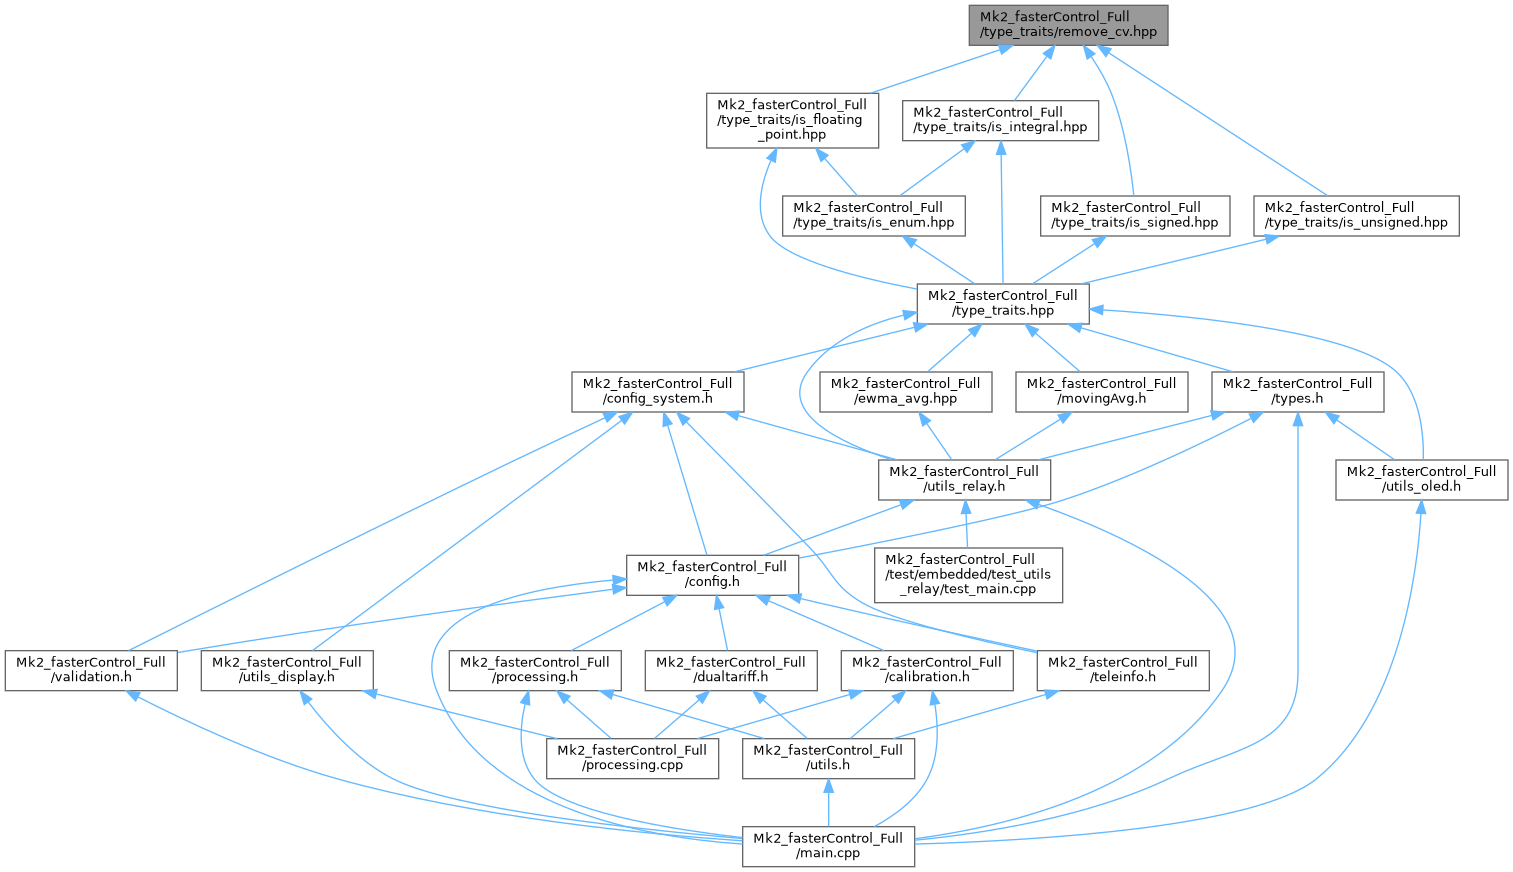 Mk2_fasterControl_Full
/type_traits/remove_cv.hpp
Mk2_fasterControl_Full
/type_traits/is_floating
_point.hpp
Mk2_fasterControl_Full
/type_traits/is_integral.hpp
Mk2_fasterControl_Full
/type_traits/is_enum.hpp
Mk2_fasterControl_Full
/type_traits/is_signed.hpp
Mk2_fasterControl_Full
/type_traits/is_unsigned.hpp
Mk2_fasterControl_Full
/type_traits.hpp
Mk2_fasterControl_Full
/config_system.h
Mk2_fasterControl_Full
/ewma_avg.hpp
Mk2_fasterControl_Full
/movingAvg.h
Mk2_fasterControl_Full
/types.h
Mk2_fasterControl_Full
/utils_relay.h
Mk2_fasterControl_Full
/utils_oled.h
Mk2_fasterControl_Full
/config.h
Mk2_fasterControl_Full
/test/embedded/test_utils
_relay/test_main.cpp
Mk2_fasterControl_Full
/validation.h
Mk2_fasterControl_Full
/utils_display.h
Mk2_fasterControl_Full
/processing.h
Mk2_fasterControl_Full
/dualtariff.h
Mk2_fasterControl_Full
/calibration.h
Mk2_fasterControl_Full
/teleinfo.h
Mk2_fasterControl_Full
/processing.cpp
Mk2_fasterControl_Full
/utils.h
Mk2_fasterControl_Full
/main.cpp